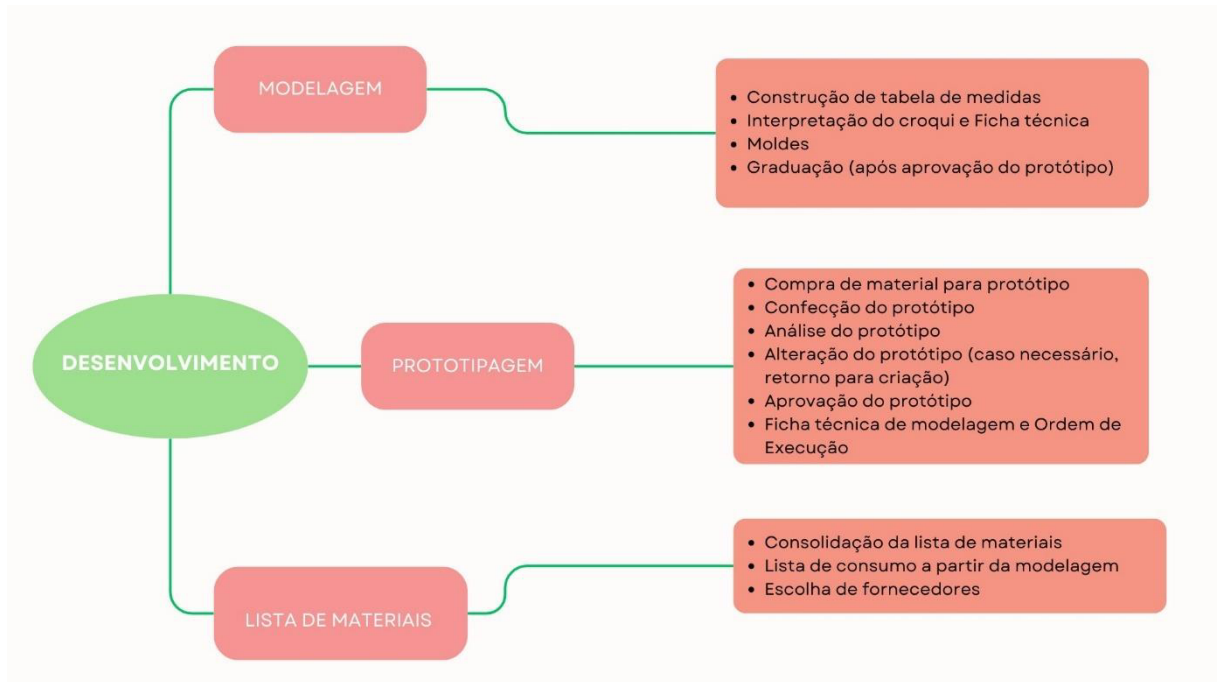 MODELAGEM
• Construção de tabela de medidas
• Interpretação do croqui e Ficha técnica
• Moldes
• Graduação (após aprovação do protótipo)
DESENVOLVIMENTO
PROTOTIPAGEM
• Compra de material para protótipo
• Confecção do protótipo
• Análise do protótipo
• Alteração do protótipo (caso necessário,
retorno para criação)
• Aprovação do protótipo
• Ficha técnica de modelagem e Ordem de
Execução
LISTA DE MATERIAIS
• Consolidação da lista de materiais
• Lista de consumo a partir da modelagem
• Escolha de fornecedores